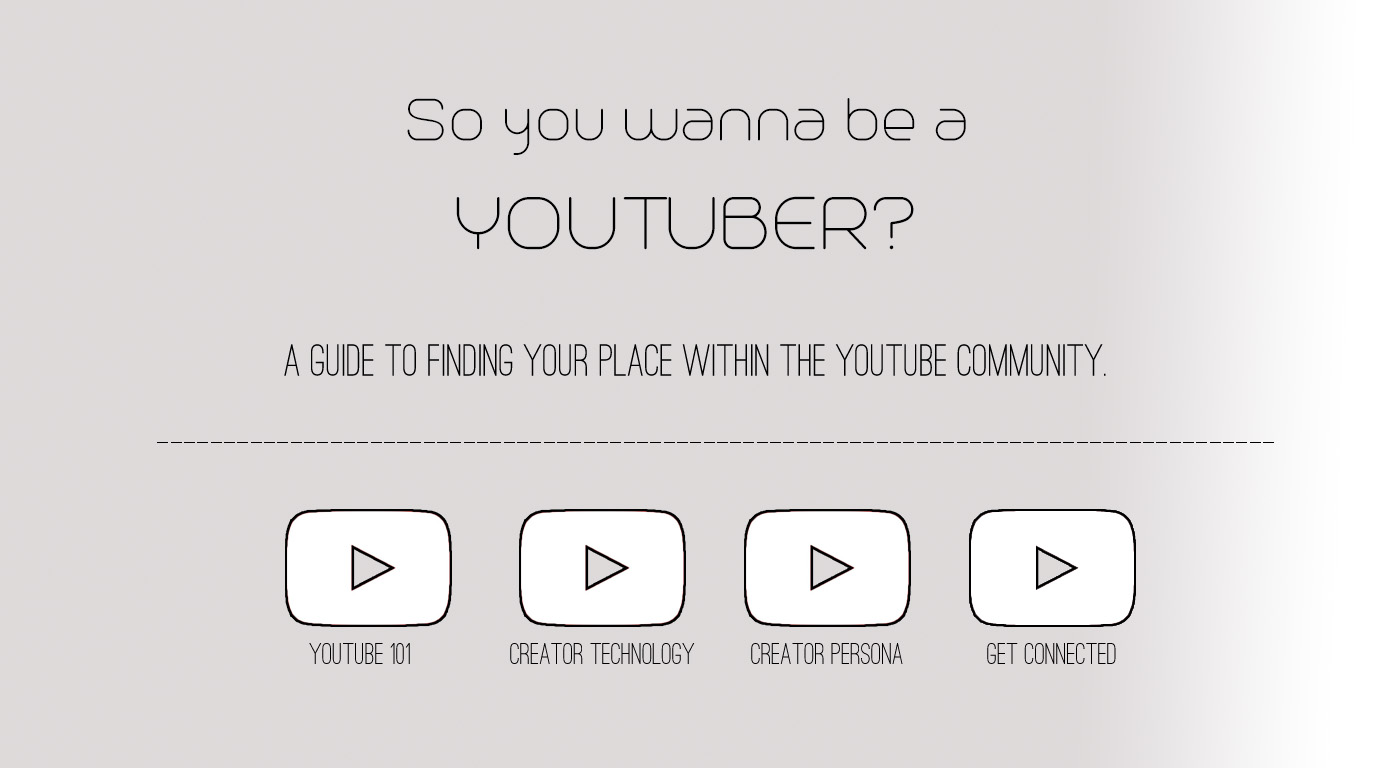 So you wanna be a
YOUTUBER?
A GUIDE TO FINDING YOUR PLACE WITHIN THE YOUTUBE COMMUNITY.
YOUTUBE 101
CREATOR TECHNOLOGY
CREATOR PERSONA
GET CONNECTED